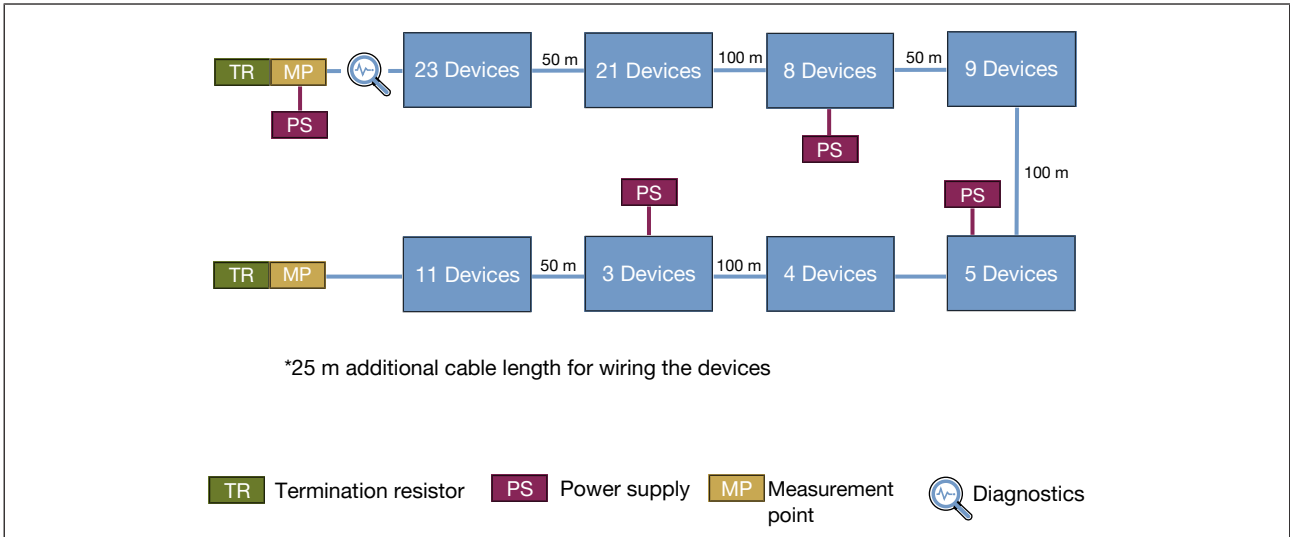 TR MP
23 Devices
50 m
21 Devices
100 m
8 Devices
50 m
9 Devices
PS
PS
100 m
PS
PS
TR MP
11 Devices
50 m
3 Devices
100 m
4 Devices
5 Devices
*25 m additional cable length for wiring the devices
TR Termination resistor
PS Power supply
MP Measurement
point
Diagnostics